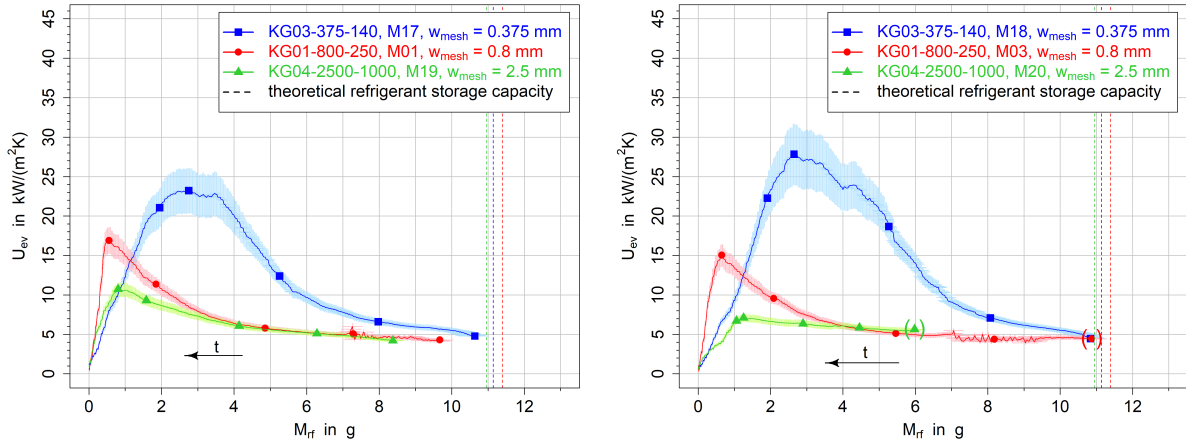 KG03-375-140, M17, wmesh = 0.375 mm
KG01-800-250, M01, wmesh = 0.8 mm
KG04-2500-1000, M19, wmesh = 2.5 mm
theoretical refrigerant storage capacity
Uev in kW/(m2K)
45
40
35
30
25
20
15
10
5
0
t
0 2 4 6 8 10 12
Mrf in g
KG03-375-140, M18, wmesh = 0.375 mm
KG01-800-250, M03, wmesh = 0.8 mm
KG04-2500-1000, M20, wmesh = 2.5 mm
theoretical refrigerant storage capacity
Uev in kW/(m2K)
45
40
35
30
25
20
15
10
5
0
( )
( )
t
0 2 4 6 8 10 12
Mrf in g